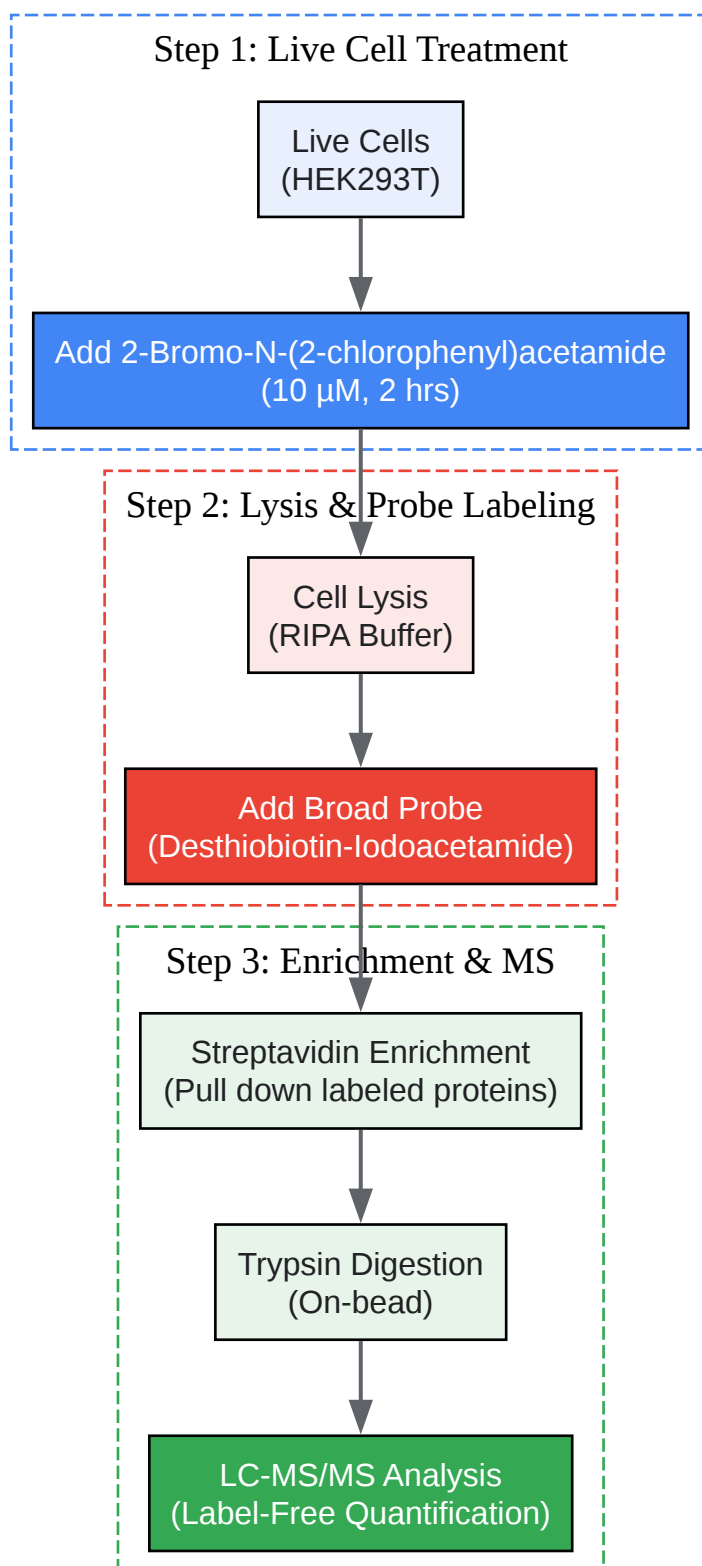 Step 1: Live Cell Treatment
Live Cells
(HEK293T)
Add 2-Bromo-N-(2-chlorophenyl)acetamide
(10 µM, 2 hrs)
Step 2: Lysis & Probe Labeling
Cell Lysis
(RIPA Buffer)
Add Broad Probe
(Desthiobiotin-Iodoacetamide)
Step 3: Enrichment & MS
Streptavidin Enrichment
(Pull down labeled proteins)
Trypsin Digestion
(On-bead)
LC-MS/MS Analysis
(Label-Free Quantification)